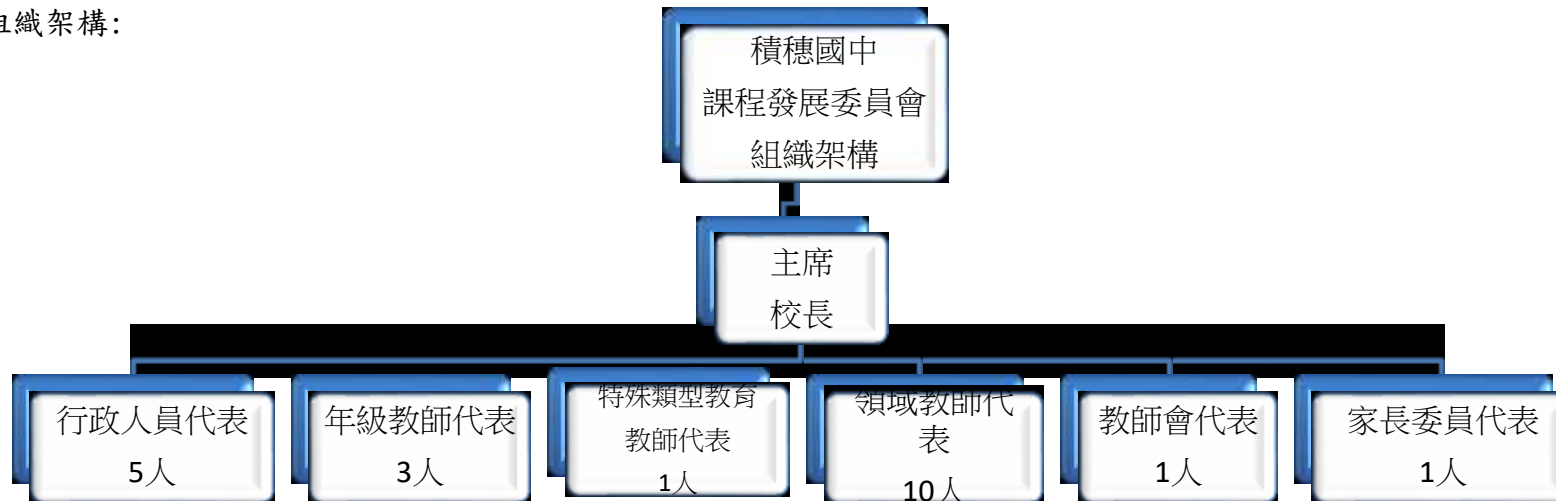 組織架構:
積穗國中
課程發展委員會
組織架構
主席
校長
行政人員代表
5人
年級教師代表
3人
特殊類型教育
教師代表
1人
領域教師代
表
10人
教師會代表
1人
家長委員代表
1人